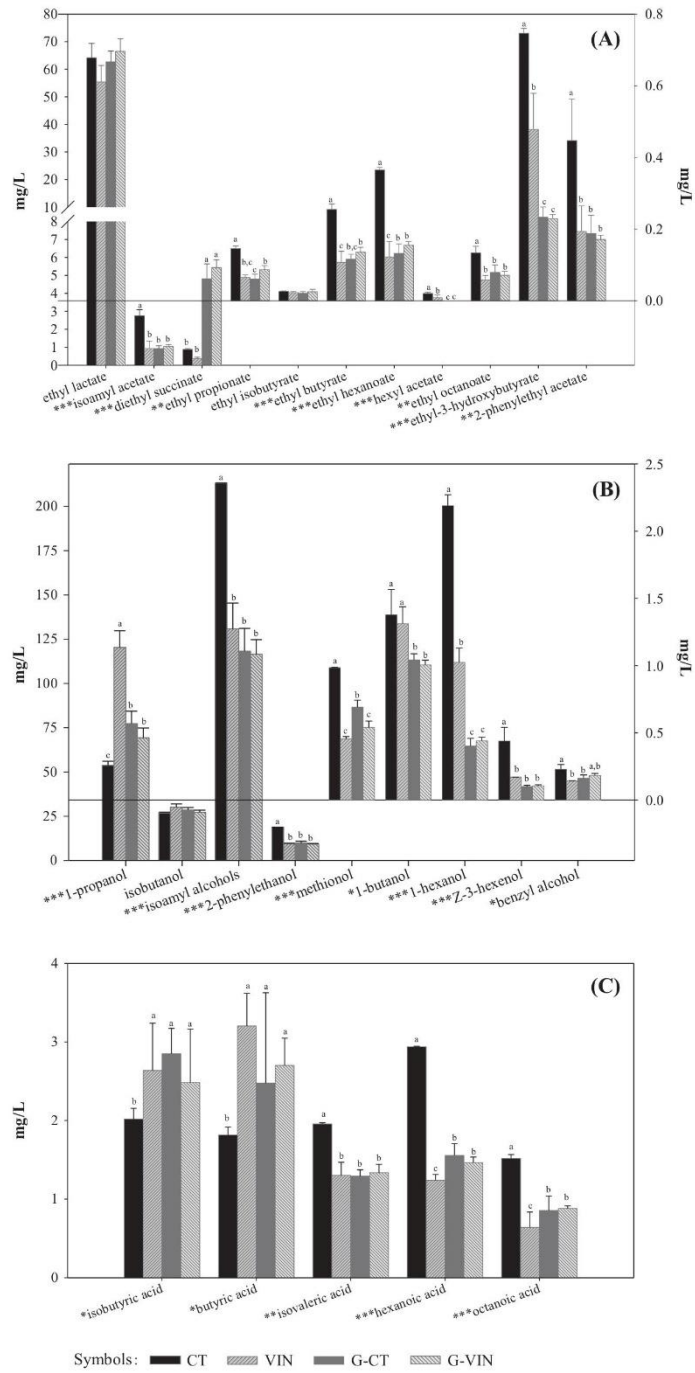 (A)
80
70
60
50
40
30
20
10
8
7
6
5
4
3
2
1
0
mg/L
mg/L
0.8
0.6
0.4
0.2
0.0
a
b
b
b
b
b
a
a
a
b,c
c
b
a
b
b,c
b
a
b
b
b
a
a
c
c
a
b
b
b
a
b
c
c
a
b
b
b
ethyl lactate
***isoamyl acetate
***diethyl succinate
**ethyl propionate
ethyl isobutyrate
***ethyl butyrate
***ethyl hexanoate
***hexyl acetate
**ethyl octanoate
***ethyl-3-hydroxybutyrate
**2-phenylethyl acetate
(B)
200
175
150
125
100
75
50
25
0
mg/L
mg/L
2.5
2.0
1.5
1.0
0.5
0.0
c
a
b
b
a
b
b
b
a
b
b
b
a
c
b
c
a
a
b
b
a
b
c
c
a
b
b
b
a
b
b
a,b
***1-propanol
isobutanol
***isoamyl alcohols
***2-phenylethanol
***methionol
*1-butanol
***1-hexanol
***Z-3-hexenol
*benzyl alcohol
(C)
4
3
2
1
0
mg/L
b
a
a
a
b
a
a
a
a
b
b
b
a
c
b
b
a
c
b
b
*isobutyric acid
*butyric acid
**isovaleric acid
***hexanoic acid
***octanoic acid
Symbols: CT VIN G-CT G-VIN